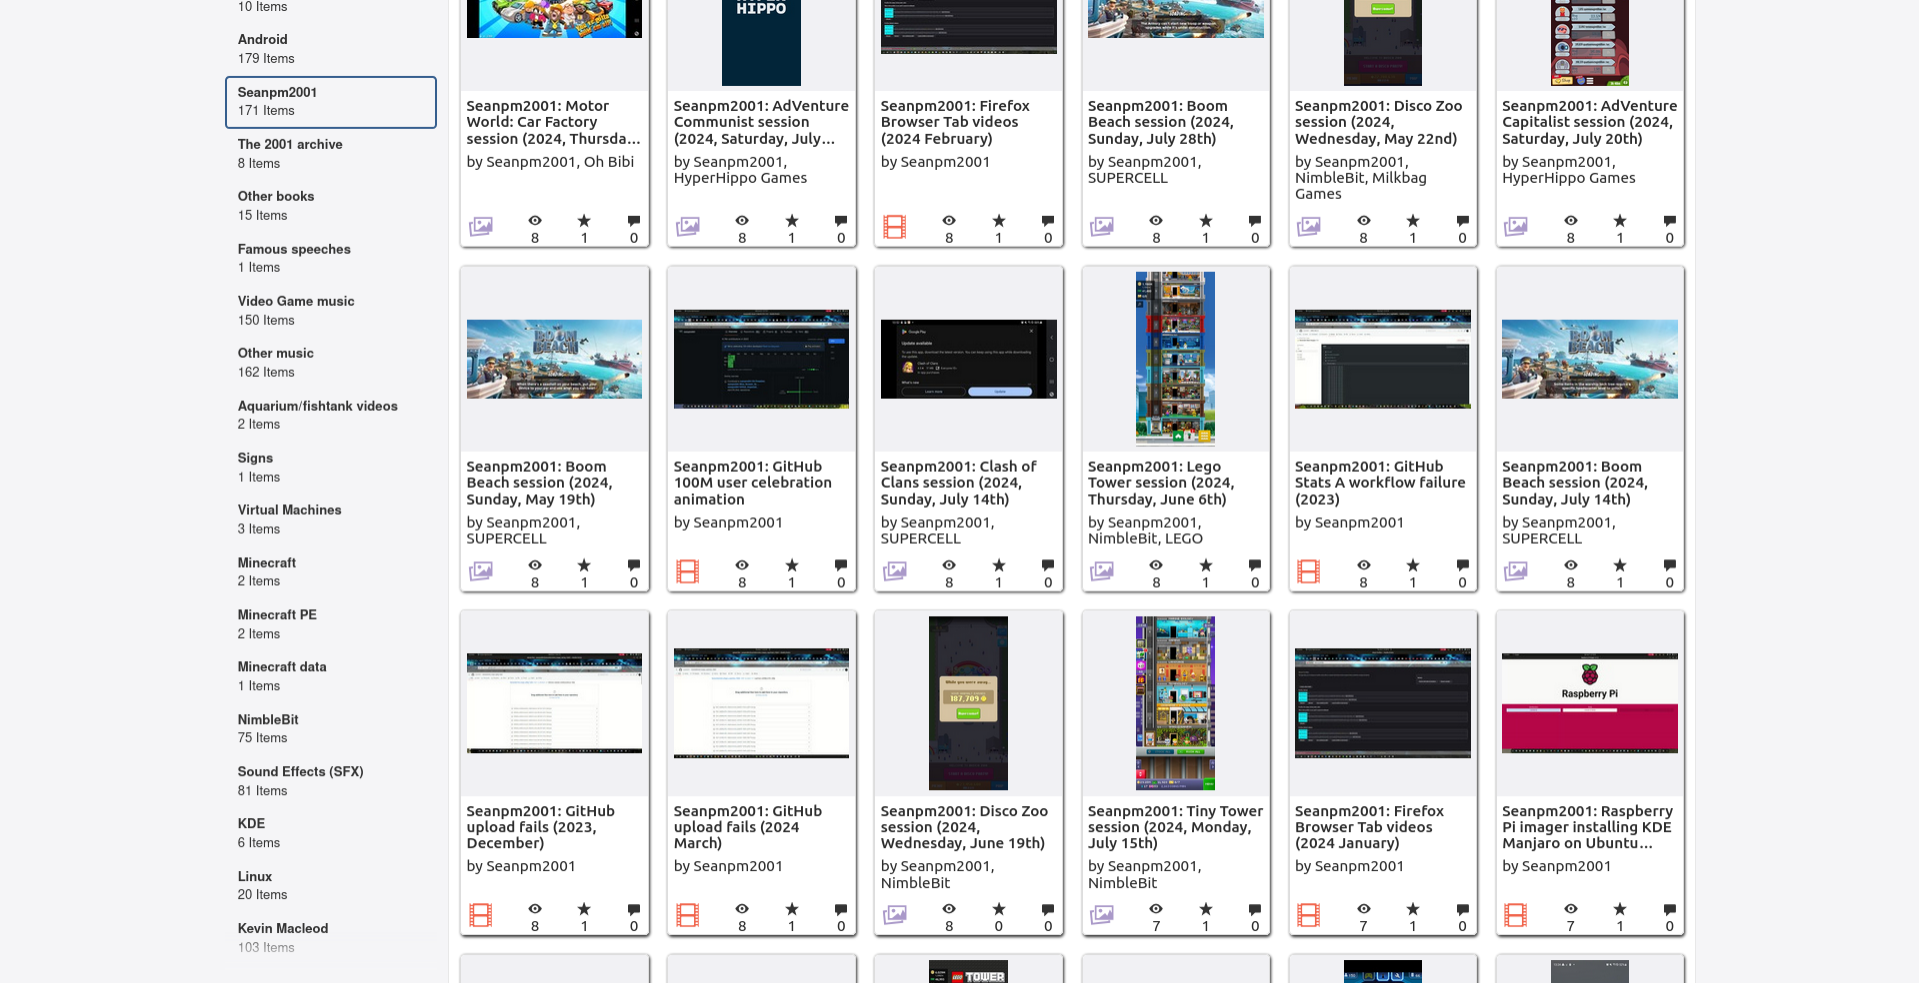 10 Items
Android
179 Items
Seanpm2001
171 Items
The 2001 archive
8 Items
Other books
15 Items
Famous speeches
1 Items
Video Game music
150 Items
Other music
162 Items
Aquarium/fishtank videos
2 Items
Signs
1 Items
Virtual Machines
3 Items
Minecraft
2 Items
Minecraft PE
2 Items
Minecraft data
1 Items
NimbleBit
75 Items
Sound Effects (SFX)
81 Items
KDE
6 Items
Linux
20 Items
Kevin Macleod
103 Items
Seanpm2001: Motor
World: Car Factory
session (2024, Thursda...
by Seanpm2001, Oh Bibi
8 1 0
HIPPO
Seanpm2001: AdVenture
Communist session
(2024, Saturday, July...
by Seanpm2001,
HyperHippo Games
8 1 0
Seanpm2001: Firefox
Browser Tab videos
(2024 February)
by Seanpm2001
8 1 0
Seanpm2001: Boom
Beach session (2024,
Sunday, July 28th)
by Seanpm2001,
SUPERCELL
8 1 0
Seanpm2001: Disco Zoo
session (2024,
Wednesday, May 22nd)
by Seanpm2001,
NimbleBit, Milkbag
Games
8 1 0
Seanpm2001: AdVenture
Capitalist session (2024,
Saturday, July 20th)
by Seanpm2001,
HyperHippo Games
8 1 0
Seanpm2001: Boom
Beach session (2024,
Sunday, May 19th)
by Seanpm2001,
SUPERCELL
8 1 0
Seanpm2001: GitHub
100M user celebration
animation
by Seanpm2001
8 1 0
Google Play
Update available
Seanpm2001: Clash of
Clans session (2024,
Sunday, July 14th)
by Seanpm2001,
SUPERCELL
8 1 0
Seanpm2001: Lego
Tower session (2024,
Thursday, June 6th)
by Seanpm2001,
NimbleBit, LEGO
8 1 0
Seanpm2001: GitHub
Stats A workflow failure
(2023)
by Seanpm2001
8 1 0
Seanpm2001: Boom
Beach session (2024,
Sunday, July 14th)
by Seanpm2001,
SUPERCELL
8 1 0
Seanpm2001: GitHub
upload fails (2023,
December)
by Seanpm2001
8 1 0
Seanpm2001: GitHub
upload fails (2024
March)
by Seanpm2001
8 1 0
While you were away...
187,709
Seanpm2001: Disco Zoo
session (2024,
Wednesday, June 19th)
by Seanpm2001,
NimbleBit
8 0 0
Seanpm2001: Tiny Tower
session (2024, Monday,
July 15th)
by Seanpm2001,
NimbleBit
7 1 0
Seanpm2001: Firefox
Browser Tab videos
(2024 January)
by Seanpm2001
7 1 0
Raspberry Pi
Seanpm2001: Raspberry
Pi imager installing KDE
Manjaro on Ubuntu...
by Seanpm2001
7 1 0
LEGO TOWER